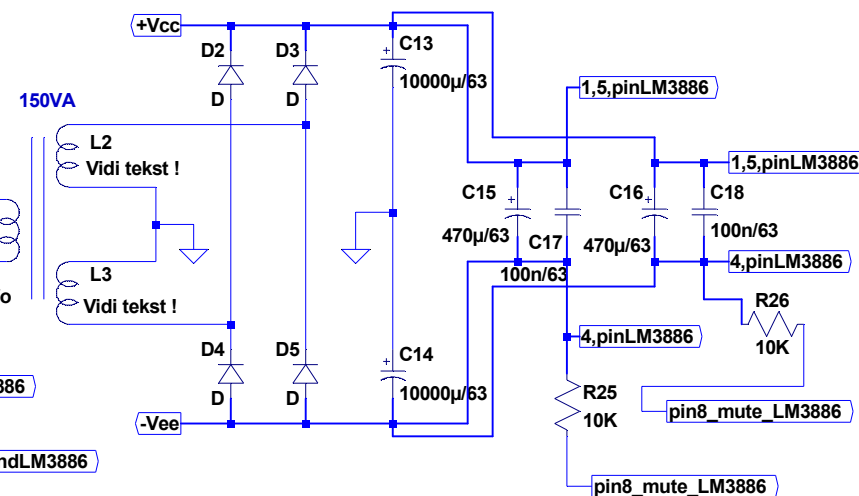 +Vcc
D2
D3
C13
D
D
10000µ/63
150VA
1,5,pinLM3886
L2
Vidi tekst !
1,5,pinLM3886
C15
C16
C18
470µ/63
C17
470µ/63
100n/63
100n/63
4,pinLM3886
L3
Vidi tekst !
R26
10K
D4
D5
C14
4,pinLM3886
D
D
10000µ/63
886
R25
10K
pin8_mute_LM3886
-Vee
ndLM3886
pin8_mute_LM3886